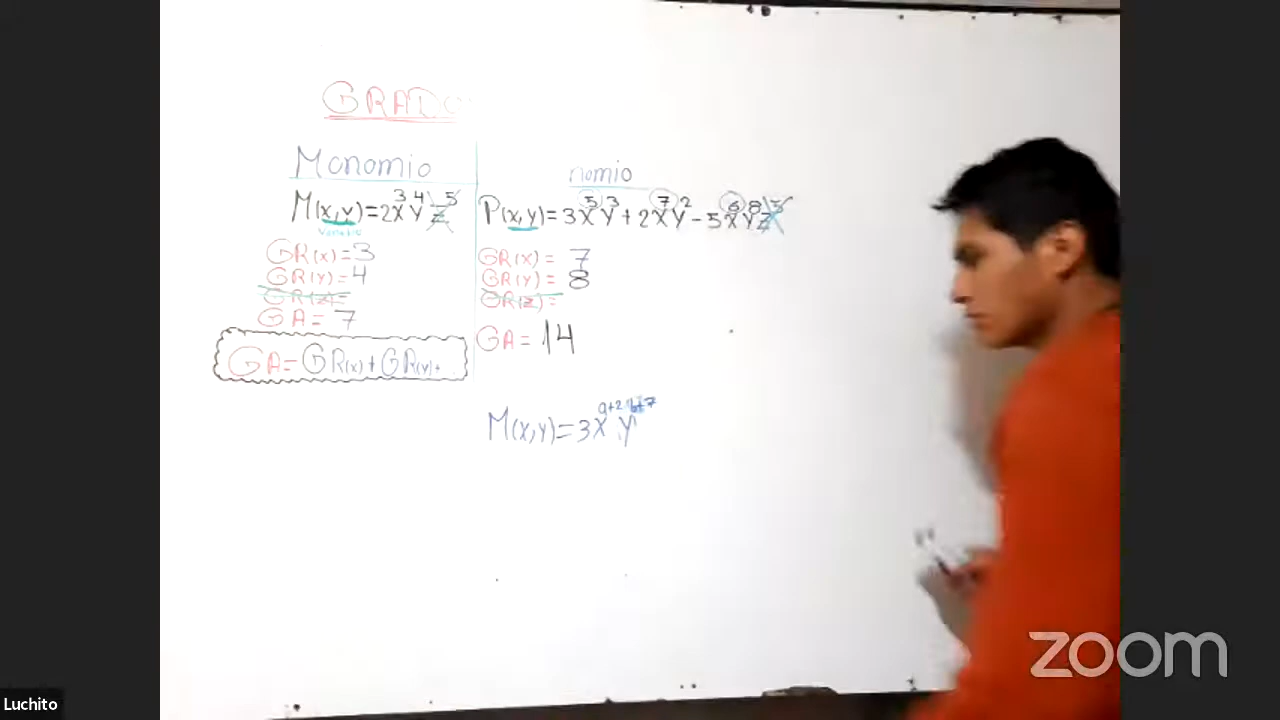 GRADO
Monomio
M(x,y)=2x³y⁴z⁵
Variable
GR(x)=3
GR(y)=4
GR(z)=
GA=7
GA=GR(x)+GR(y)+..
nomio
P(x,y)=3x⁵y³+2x⁷y²-5x⁶y⁸z⁵
GR(x)=7
GR(y)=8
GR(z)=
GA=14
M(x,y)=3x^{a+2}y^{b+7}
zoom
Luchito